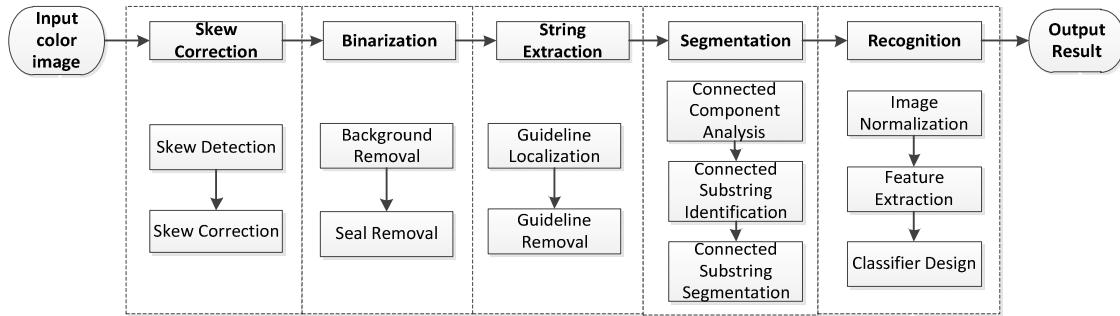 Input
color
image
Skew
Correction
Binarization
String
Extraction
Segmentation
Recognition
Output
Result
Skew Detection
Skew Correction
Background
Removal
Seal Removal
Guideline
Localization
Guideline
Removal
Connected
Component
Analysis
Connected
Substring
Identification
Connected
Substring
Segmentation
Image
Normalization
Feature
Extraction
Classifier Design